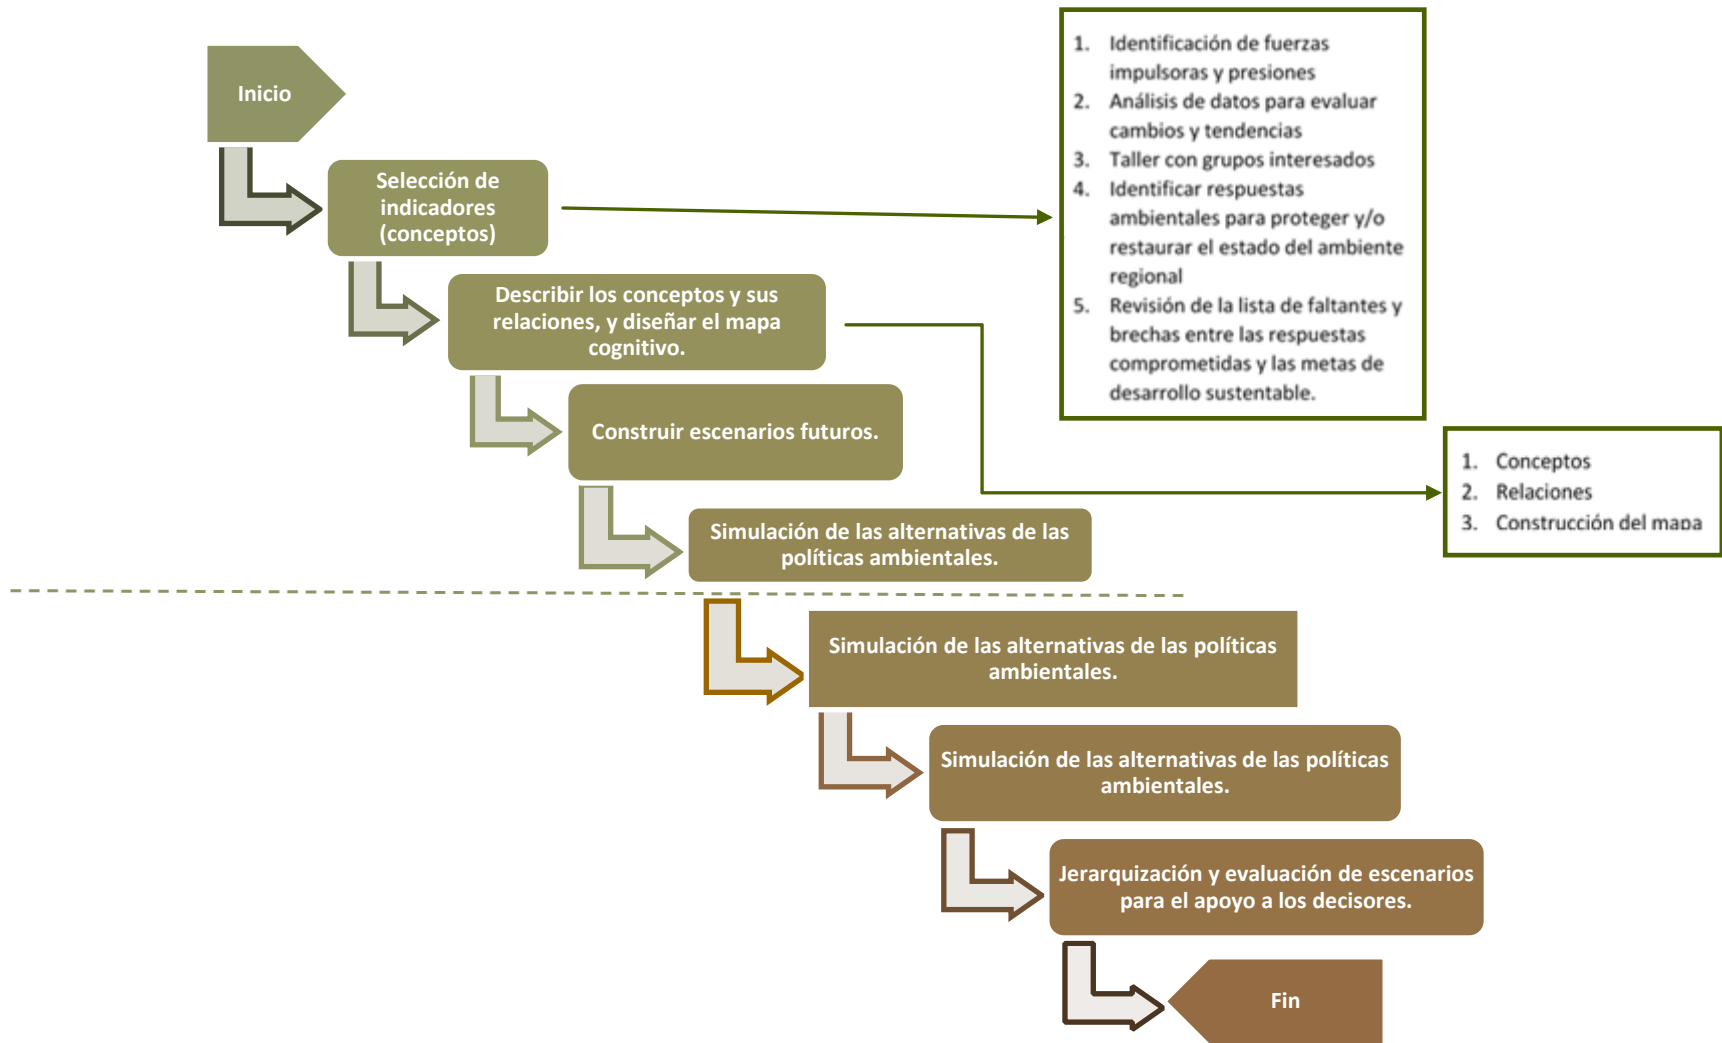 Inicio
Selección de
indicadores
(conceptos)
1. Identificación de fuerzas
impulsoras y presiones
2. Análisis de datos para evaluar
cambios y tendencias
3. Taller con grupos interesados
4. Identificar respuestas
ambientales para proteger y/o
restaurar el estado del ambiente
regional
5. Revisión de la lista de faltantes y
brechas entre las respuestas
comprometidas y las metas de
desarrollo sustentable.
Describir los conceptos y sus
relaciones, y diseñar el mapa
cognitivo.
1. Conceptos
2. Relaciones
3. Construcción del mapa
Construir escenarios futuros.
Simulación de las alternativas de las
políticas ambientales.
Simulación de las alternativas de las políticas
ambientales.
Simulación de las alternativas de las políticas
ambientales.
Jerarquización y evaluación de escenarios
para el apoyo a los decisores.
Fin